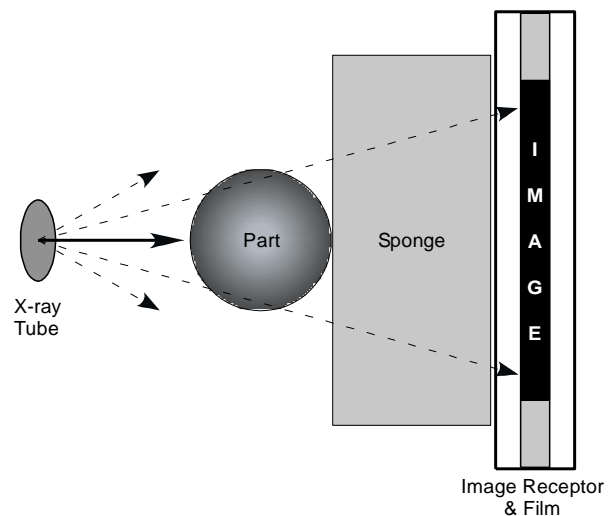 X-ray
Tube
Part
Sponge
I
M
A
G
E
Image Receptor
& Film